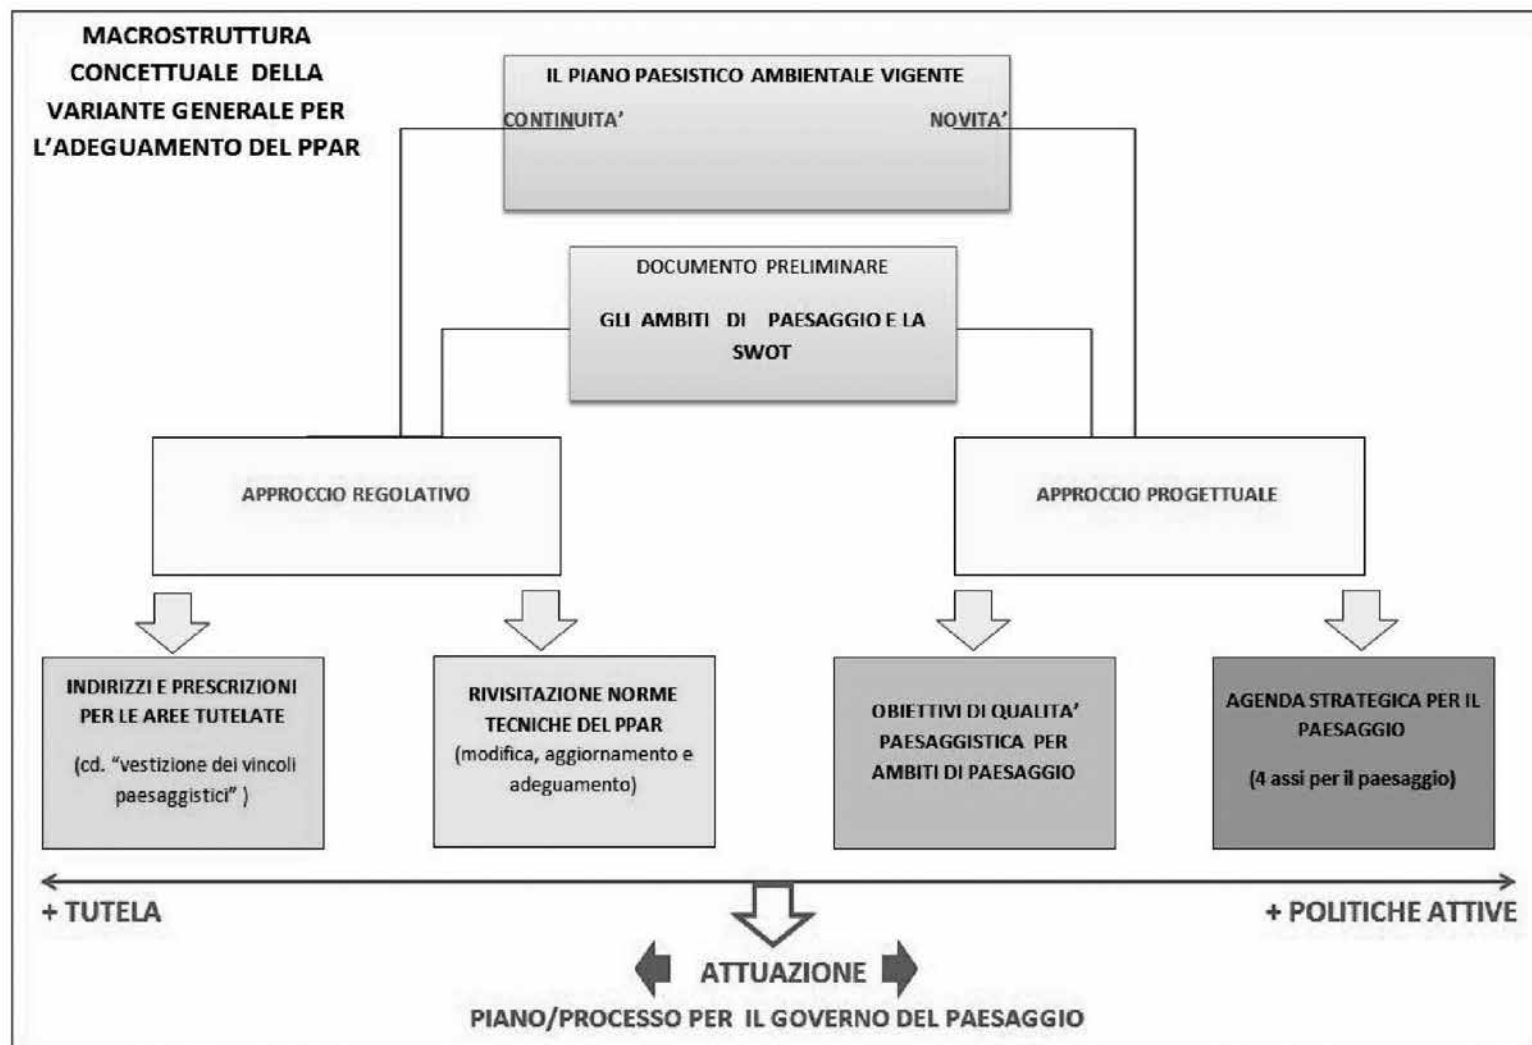 MACROSTRUTTURA
CONCETTUALE DELLA
VARIANTE GENERALE PER
L'ADEGUAMENTO DEL PPAR
IL PIANO PAESISTICO AMBIENTALE VIGENTE
CONTINUITA' NOVITA'
DOCUMENTO PRELIMINARE
GLI AMBITI DI PAESAGGIO E LA
SWOT
APPROCCIO REGOLATIVO
APPROCCIO PROGETTUALE
INDIRIZZI E PRESCRIZIONI
PER LE AREE TUTELATE
(cd. "vestizione dei vincoli
paesaggistici" )
RIVISITAZIONE NORME
TECNICHE DEL PPAR
(modifica, aggiornamento e
adeguamento)
OBIETTIVI DI QUALITA'
PAESAGGISTICA PER
AMBITI DI PAESAGGIO
AGENDA STRATEGICA PER IL
PAESAGGIO
(4 assi per il paesaggio)
+ TUTELA
+ POLITICHE ATTIVE
ATTUAZIONE
PIANO/PROCESSO PER IL GOVERNO DEL PAESAGGIO